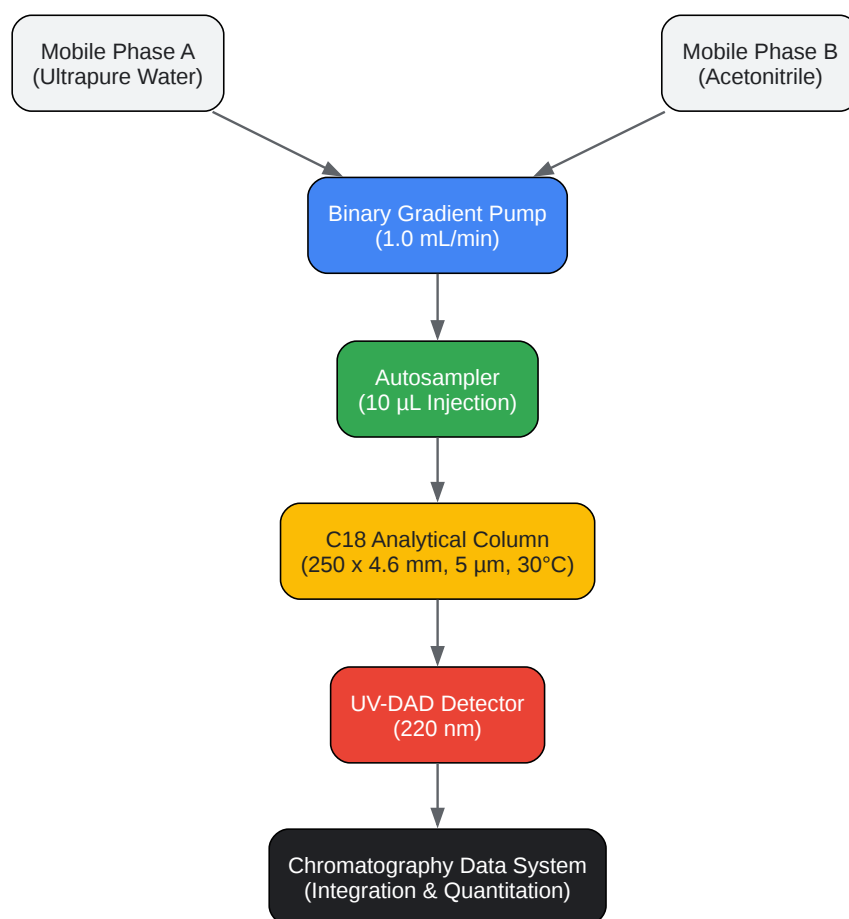 Mobile Phase A
(Ultrapure Water)
Mobile Phase B
(Acetonitrile)
Binary Gradient Pump
(1.0 mL/min)
Autosampler
(10 µL Injection)
C18 Analytical Column
(250 x 4.6 mm, 5 µm, 30°C)
UV-DAD Detector
(220 nm)
Chromatography Data System
(Integration & Quantitation)